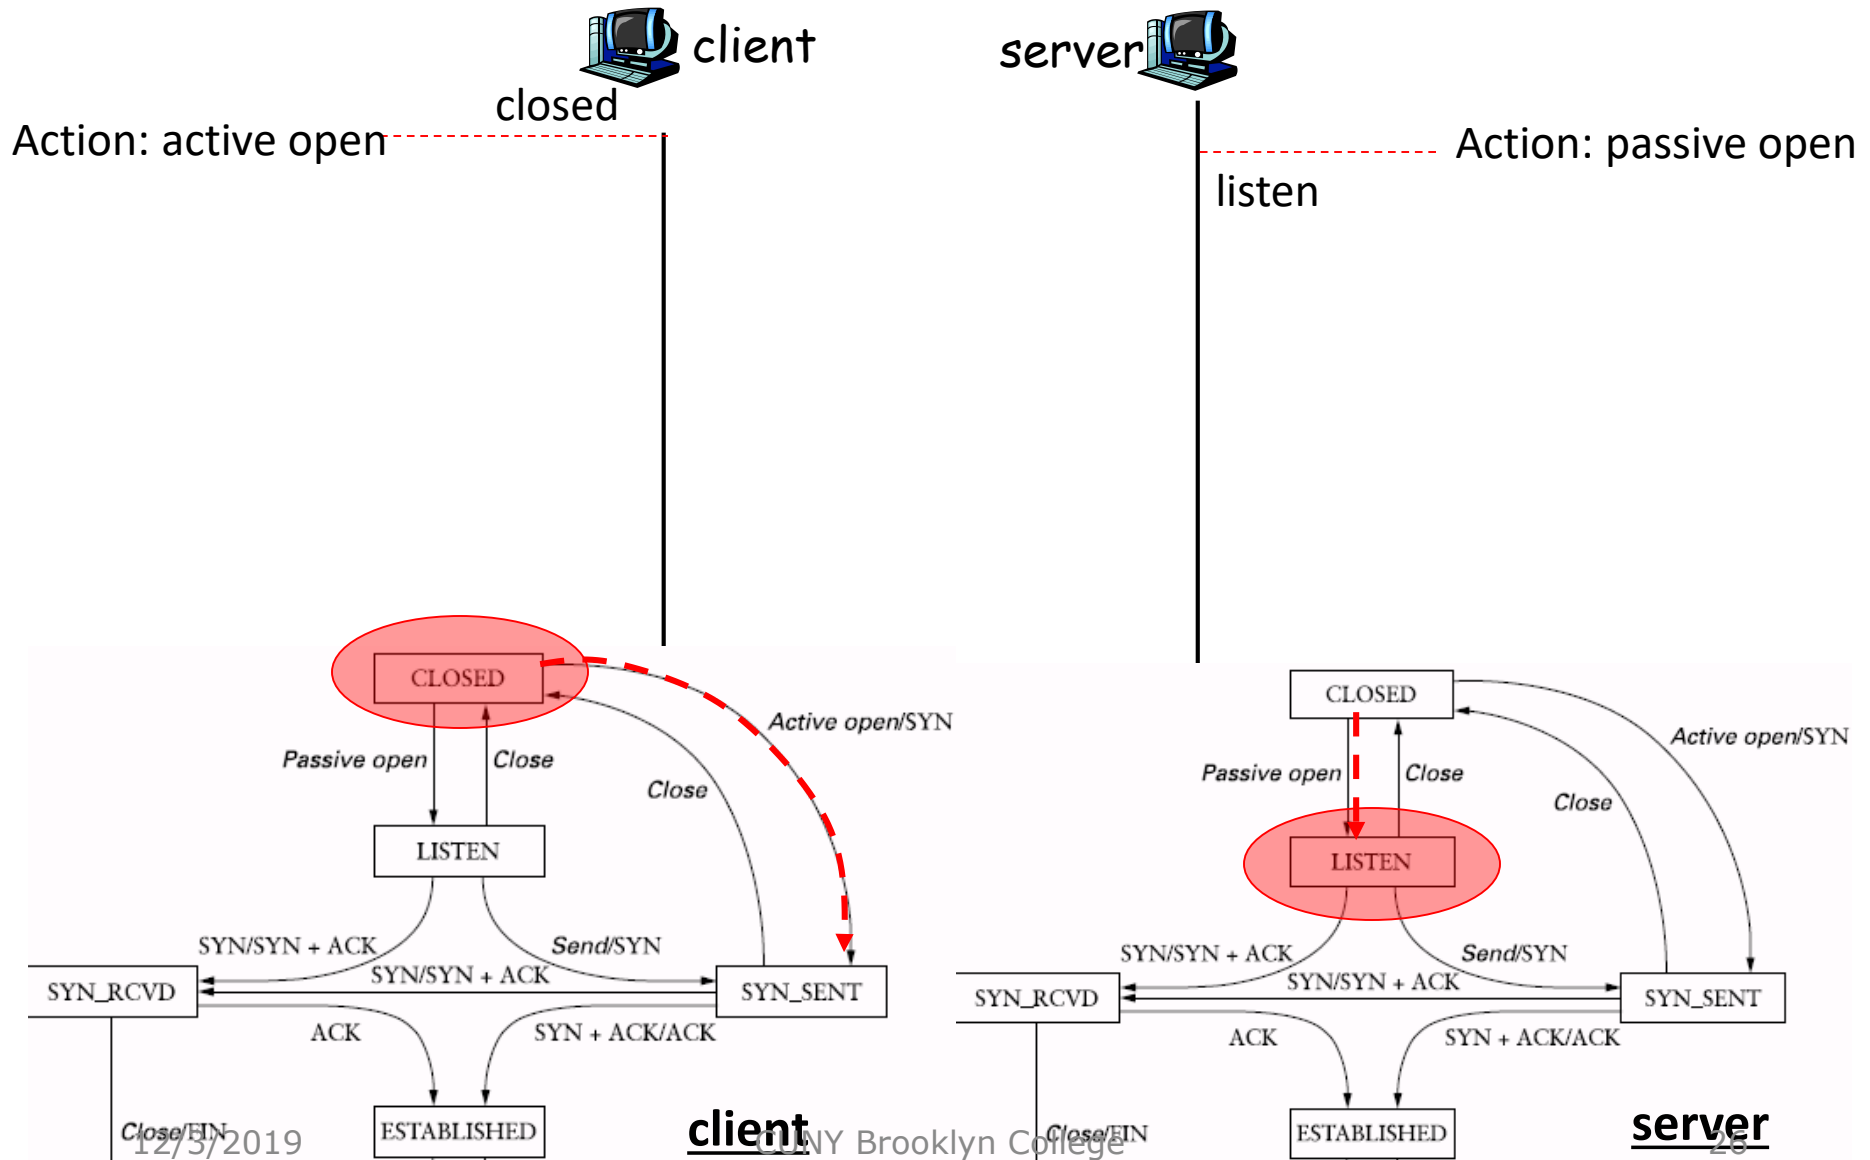 client
server
closed
Action: active open
Action: passive open
listen
CLOSED
Active open/SYN
Passive open
Close
Close
LISTEN
SYN/SYN + ACK
Send/SYN
SYN/SYN + ACK
SYN_RCVD
SYN_SENT
ACK
SYN + ACK/ACK
Close/FIN
ESTABLISHED
client
CLOSED
Active open/SYN
Passive open
Close
Close
LISTEN
SYN/SYN + ACK
Send/SYN
SYN/SYN + ACK
SYN_RCVD
SYN_SENT
ACK
SYN + ACK/ACK
Close/FIN
ESTABLISHED
server
12/3/2019
CUNY Brooklyn College
26